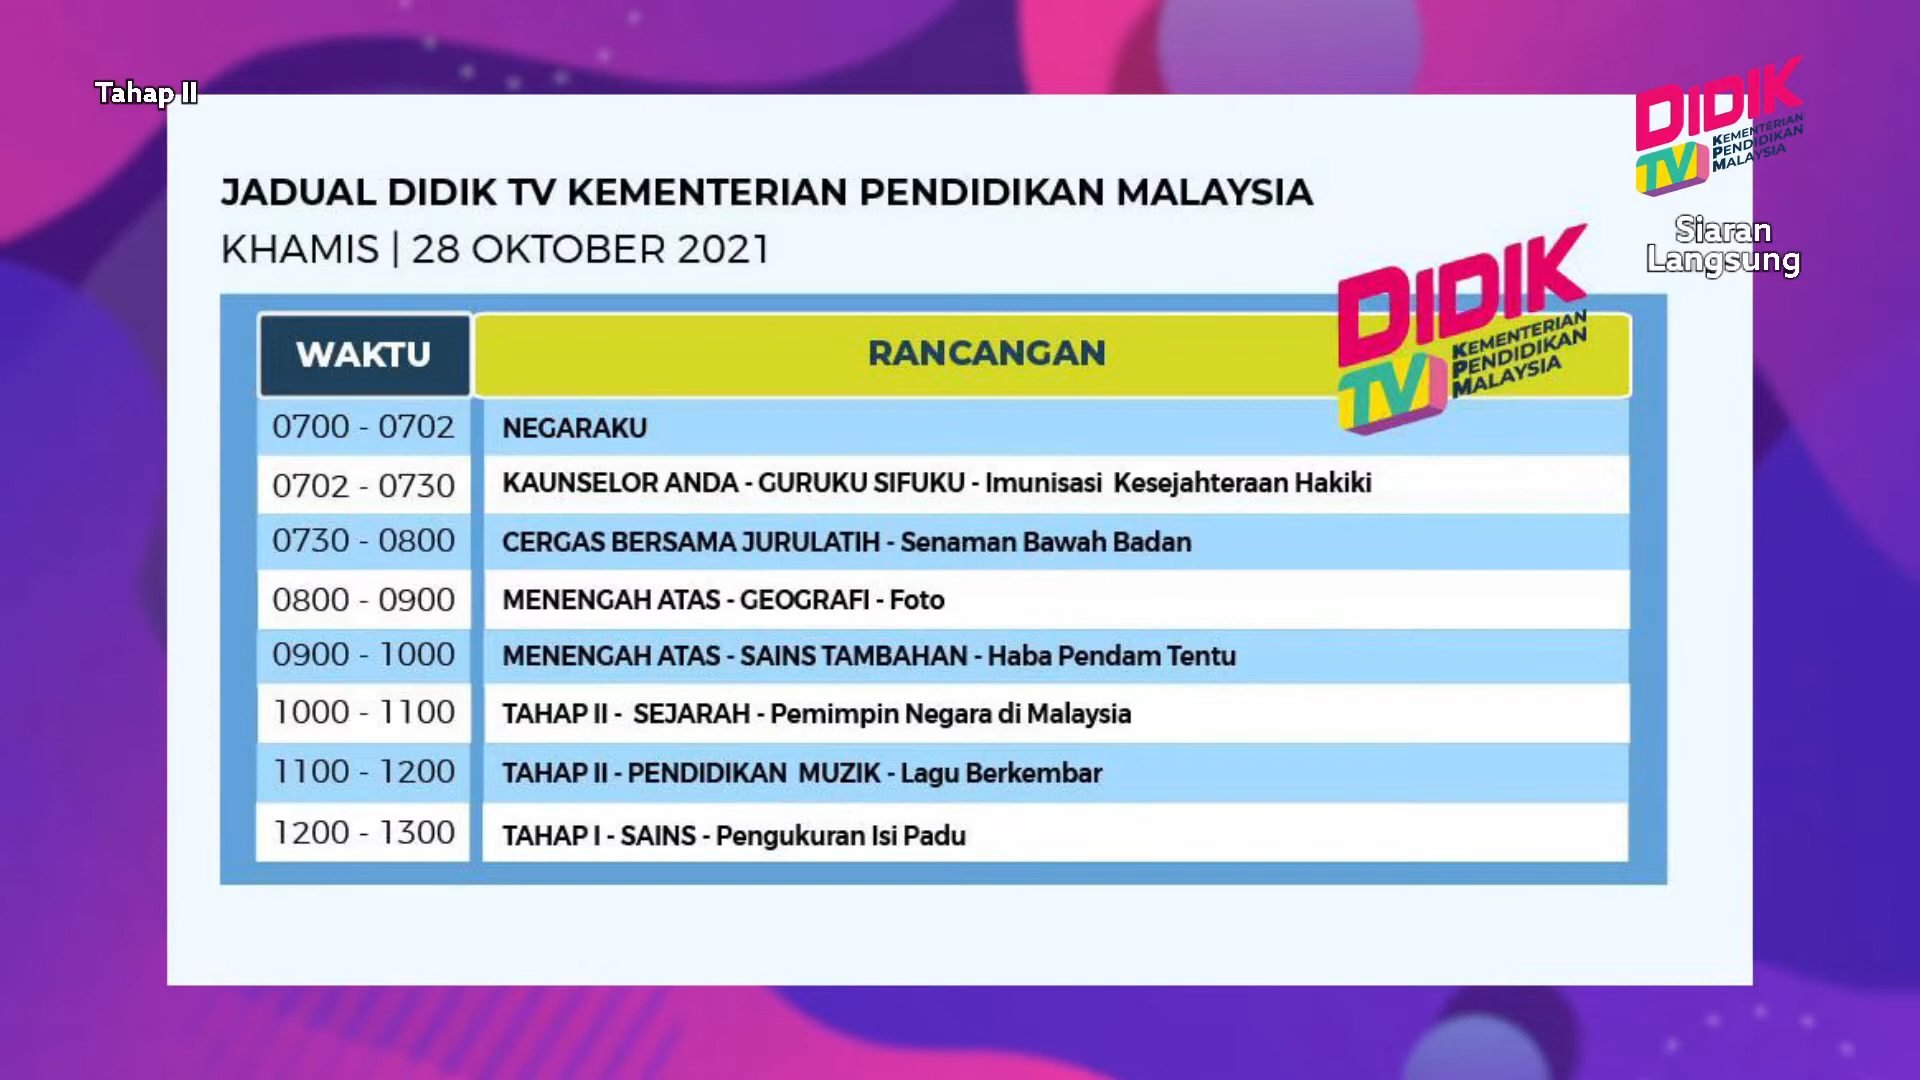 Tahap II
DIDIK
TV KEMENTERIAN
PENDIDIKAN
MALAYSIA
Siaran
Langsung
JADUAL DIDIK TV KEMENTERIAN PENDIDIKAN MALAYSIA
KHAMIS | 28 OKTOBER 2021
DIDIK
TV KEMENTERIAN
PENDIDIKAN
MALAYSIA
WAKTU RANCANGAN
0700 - 0702 NEGARAKU
0702 - 0730 KAUNSELOR ANDA - GURUKU SIFUKU - Imunisasi Kesejahteraan Hakiki
0730 - 0800 CERGAS BERSAMA JURULATIH - Senaman Bawah Badan
0800 - 0900 MENENGAH ATAS - GEOGRAFI - Foto
0900 - 1000 MENENGAH ATAS - SAINS TAMBAHAN - Haba Pendam Tentu
1000 - 1100 TAHAP II - SEJARAH - Pemimpin Negara di Malaysia
1100 - 1200 TAHAP II - PENDIDIKAN MUZIK - Lagu Berkembar
1200 - 1300 TAHAP I - SAINS - Pengukuran Isi Padu